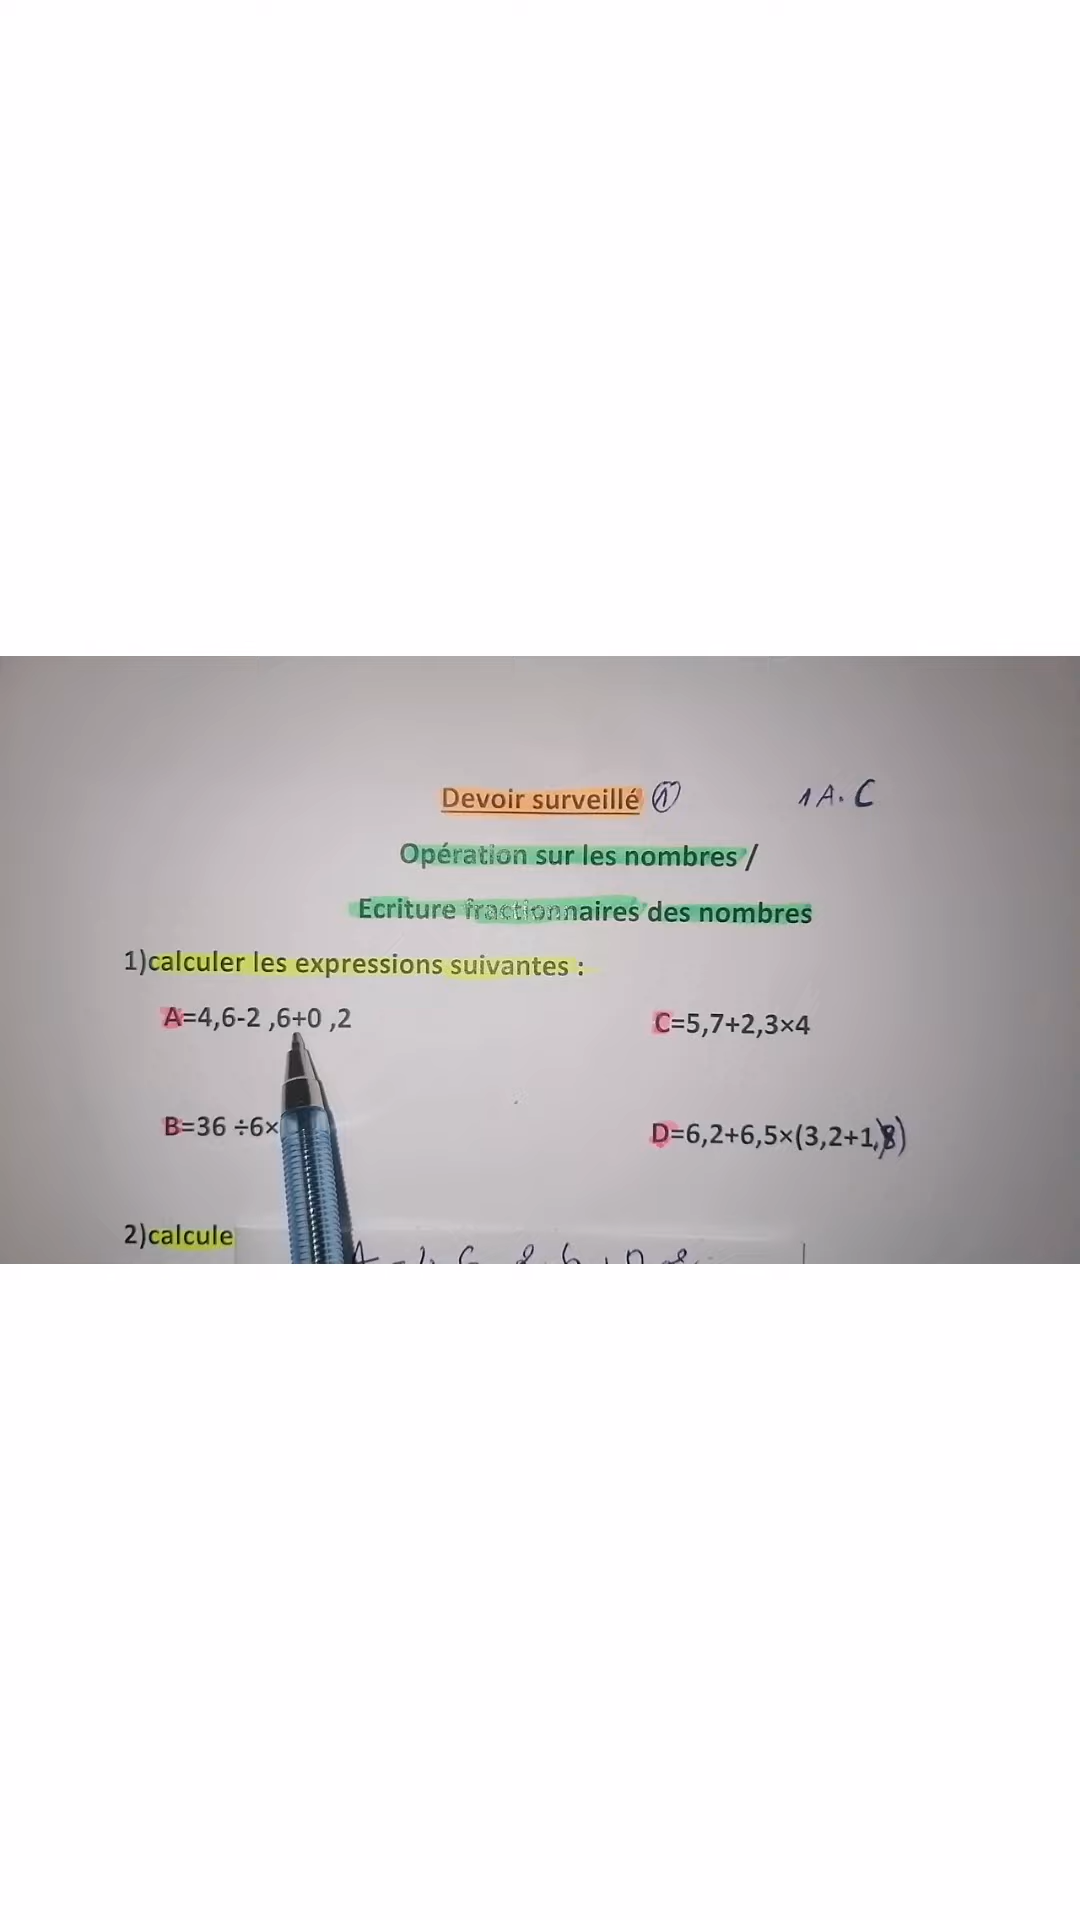 Devoir surveillé ① 1 A.C
Opération sur les nombres /
Ecriture fractionnaires des nombres
1)calculer les expressions suivantes :
A=4,6-2 ,6+0 ,2
C=5,7+2,3×4
B=36 ÷6×
D=6,2+6,5×(3,2+1,8)
2)calcule